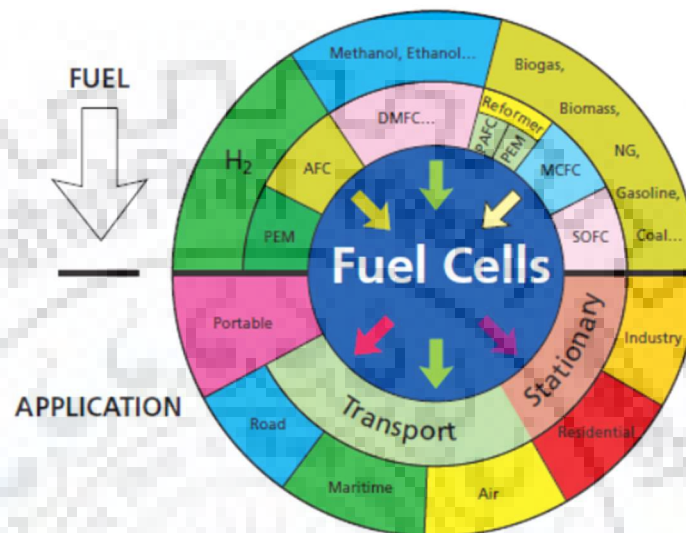 FUEL
Methanol, Ethanol...
Biogas,
Biomass,
NG,
Gasoline,
Coal...
H₂
DMFC...
Reformer
PAFC
PEM
MCFC
SOFC
AFC
PEM
Fuel Cells
APPLICATION
Portable
Transport
Stationary
Road
Maritime
Air
Residential
Industry